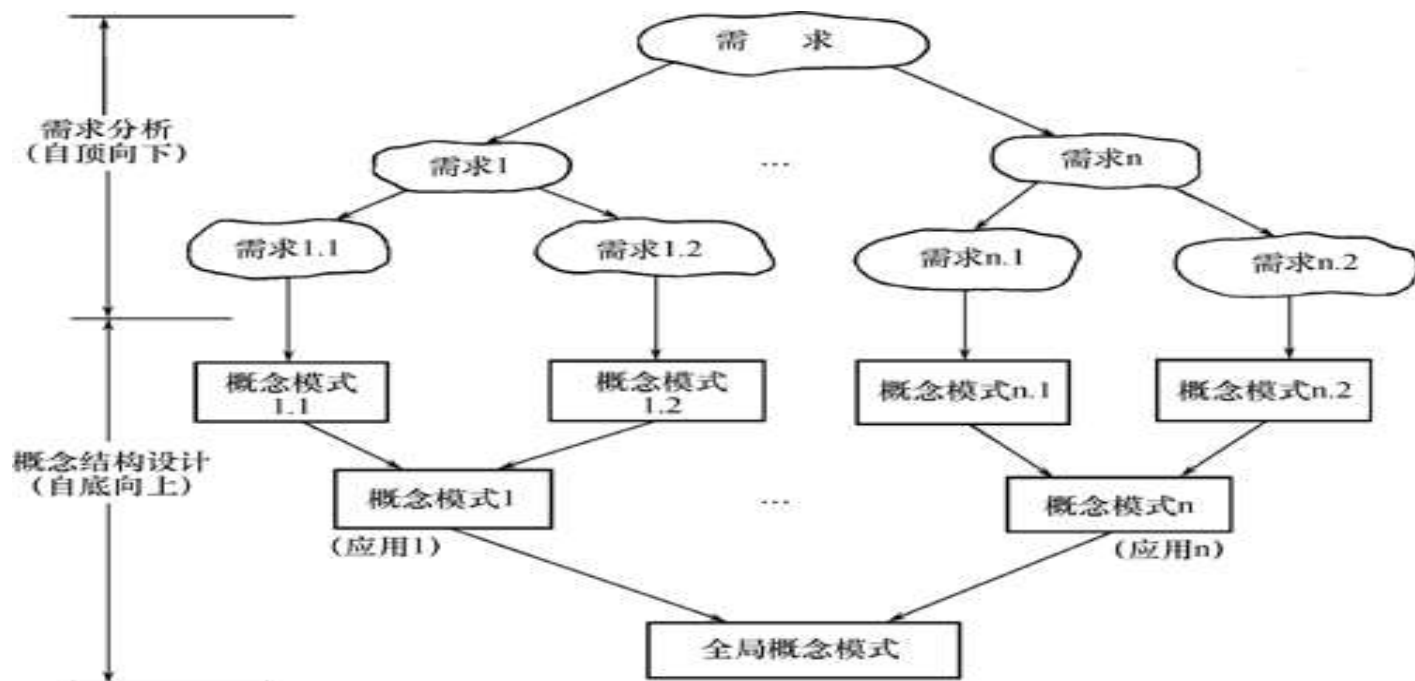 需 求
需求分析
（自顶向下）
需求1
...
需求n
需求1.1
需求1.2
需求n.1
需求n.2
概念模式
1.1
概念模式
1.2
概念模式n.1
概念模式n.2
概念结构设计
（自底向上）
概念模式1
...
概念模式n
（应用1）
（应用n）
全局概念模式